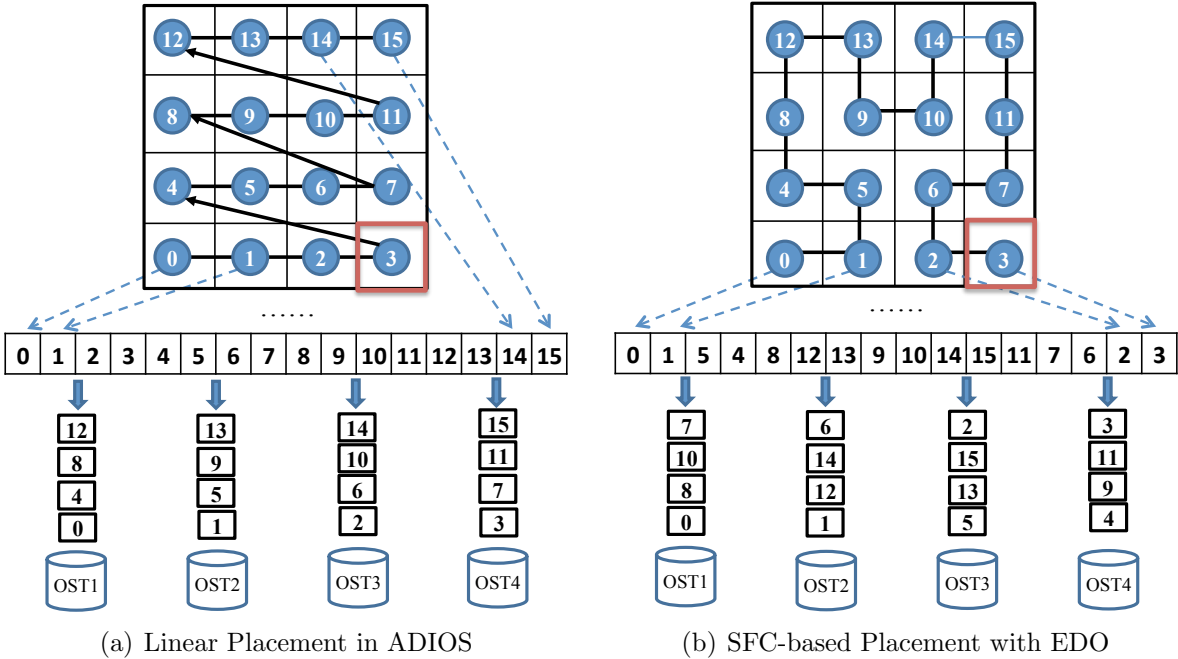 12 13 14 15
8 9 10 11
4 5 6 7
0 1 2 3
......
0 1 2 3 4 5 6 7 8 9 10 11 12 13 14 15
12 13 14 15
8 9 10 11
4 5 6 7
0 1 2 3
OST1 OST2 OST3 OST4
(a) Linear Placement in ADIOS
12 13 14 15
8 9 10 11
4 5 6 7
0 1 2 3
......
0 1 5 4 8 12 13 9 10 14 15 11 7 6 2 3
7 6 2 3
10 14 15 11
8 12 13 9
0 1 5 4
OST1 OST2 OST3 OST4
(b) SFC-based Placement with EDO